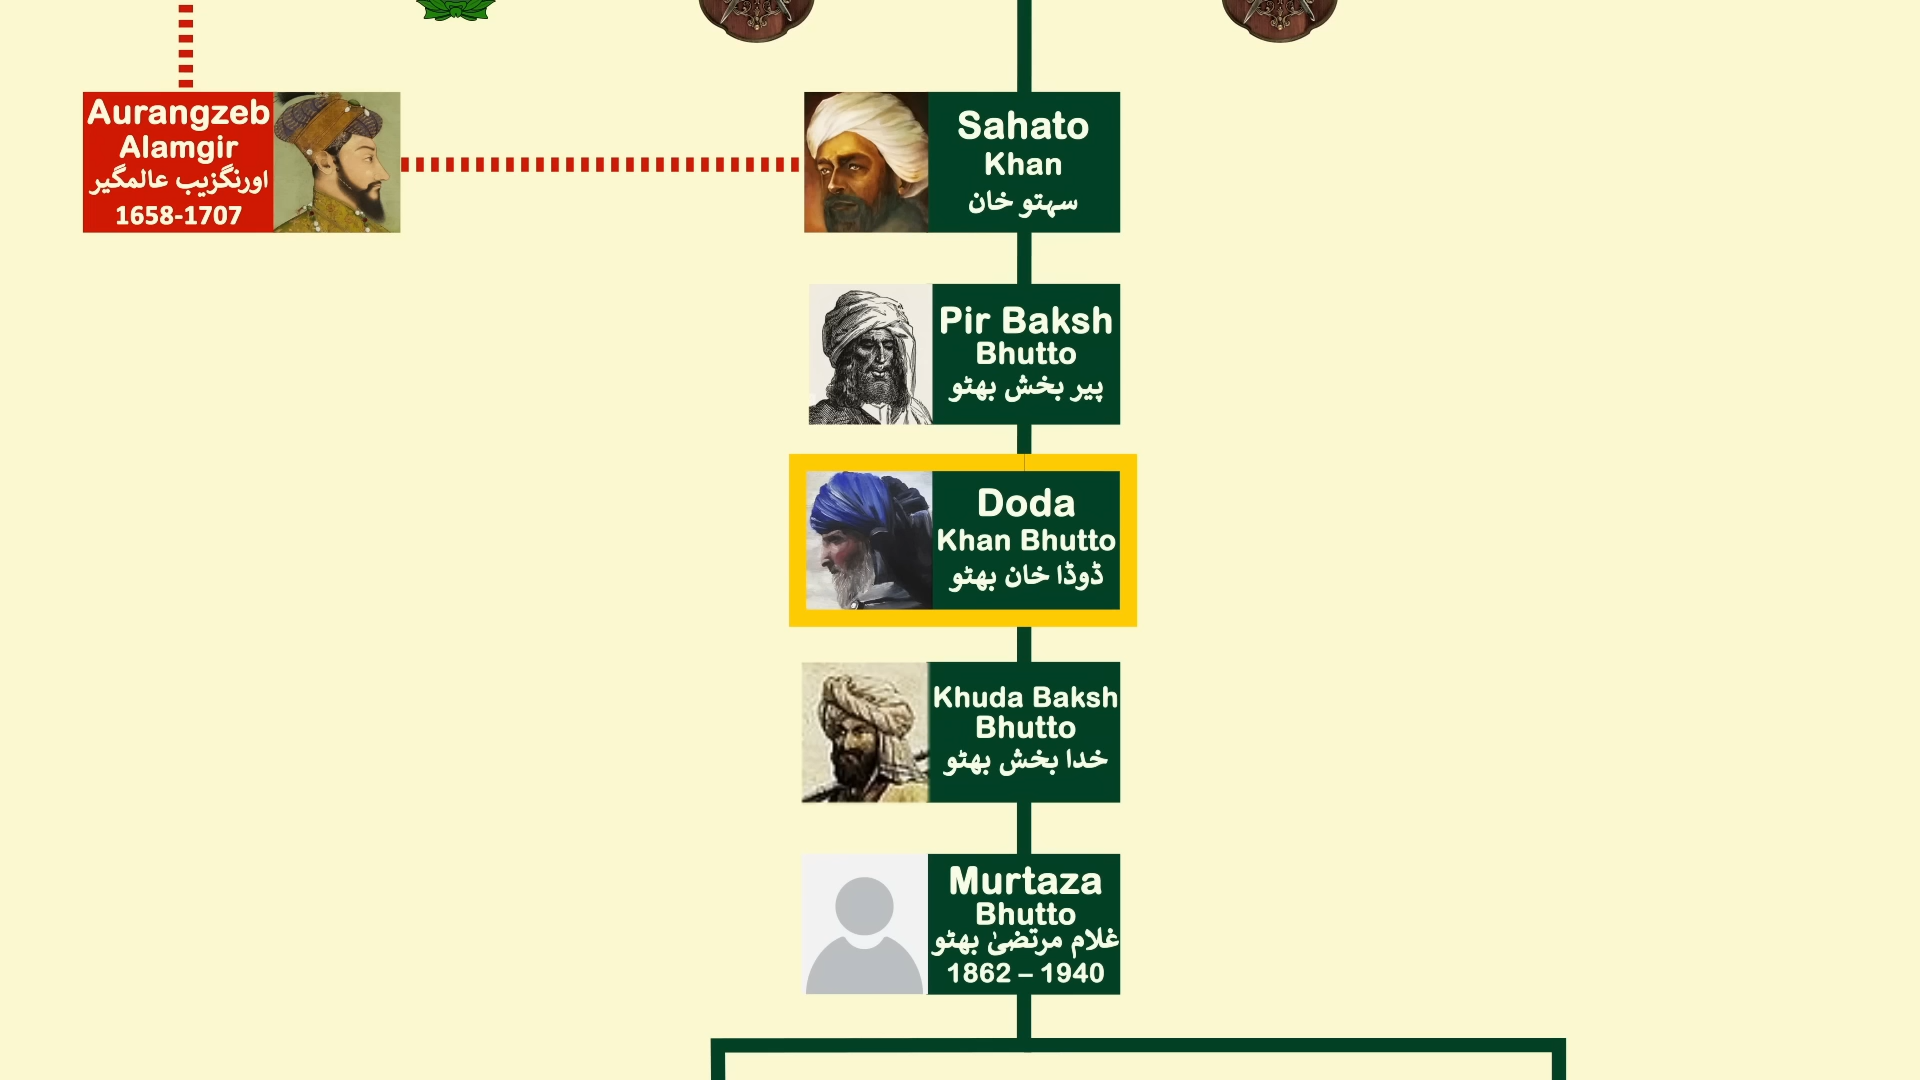 Aurangzeb
Alamgir
اورنگزیب عالمگیر
1658-1707
Sahato
Khan
سہتو خان
Pir Baksh
Bhutto
پیر بخش بھٹو
Doda
Khan Bhutto
ڈوڈا خان بھٹو
Khuda Baksh
Bhutto
خدا بخش بھٹو
Murtaza
Bhutto
غلام مرتضیٰ بھٹو
1862 – 1940